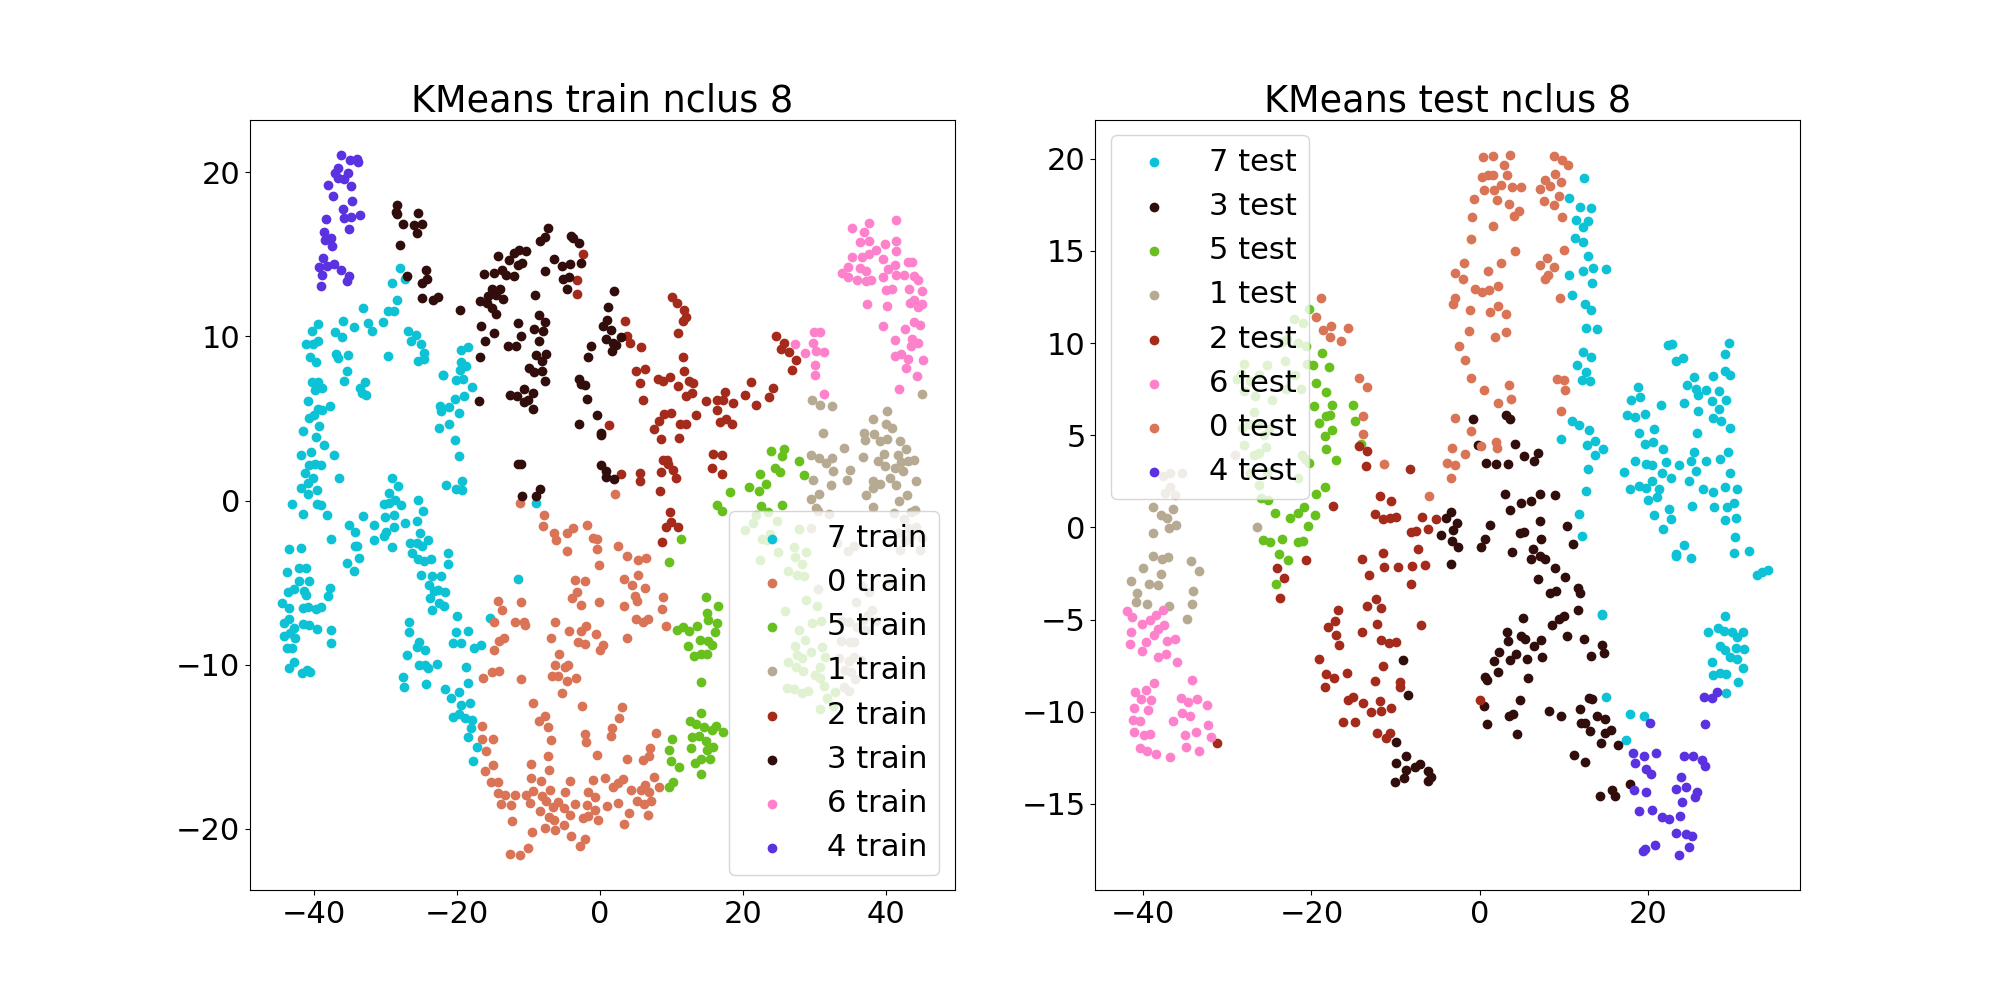 KMeans train nclus 8
20
10
0
−10
−20
−40
−20
0
20
40
7 train
0 train
5 train
1 train
2 train
3 train
6 train
4 train
KMeans test nclus 8
20
15
10
5
0
−5
−10
−15
−40
−20
0
20
7 test
3 test
5 test
1 test
2 test
6 test
0 test
4 test